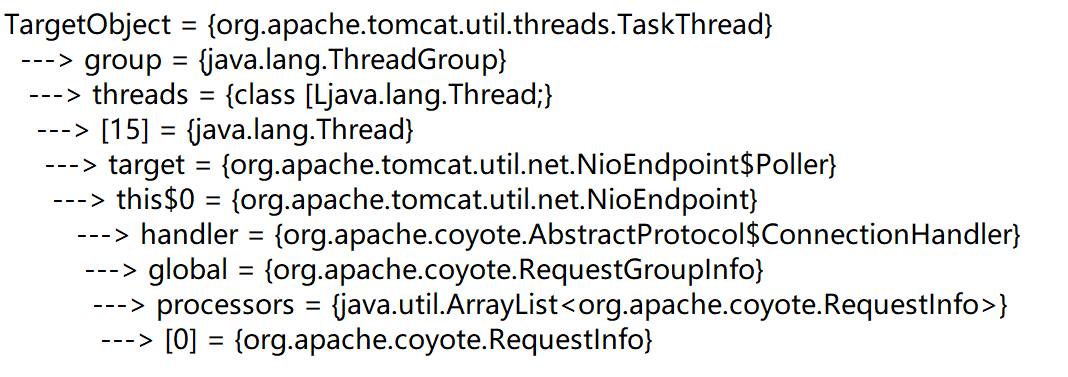 TargetObject = {org.apache.tomcat.util.threads.TaskThread}
---> group = {java.lang.ThreadGroup}
---> threads = {class [Ljava.lang.Thread;}
---> [15] = {java.lang.Thread}
---> target = {org.apache.tomcat.util.net.NioEndpoint$Poller}
---> this$0 = {org.apache.tomcat.util.net.NioEndpoint}
---> handler = {org.apache.coyote.AbstractProtocol$ConnectionHandler}
---> global = {org.apache.coyote.RequestGroupInfo}
---> processors = {java.util.ArrayList<org.apache.coyote.RequestInfo>}
---> [0] = {org.apache.coyote.RequestInfo}